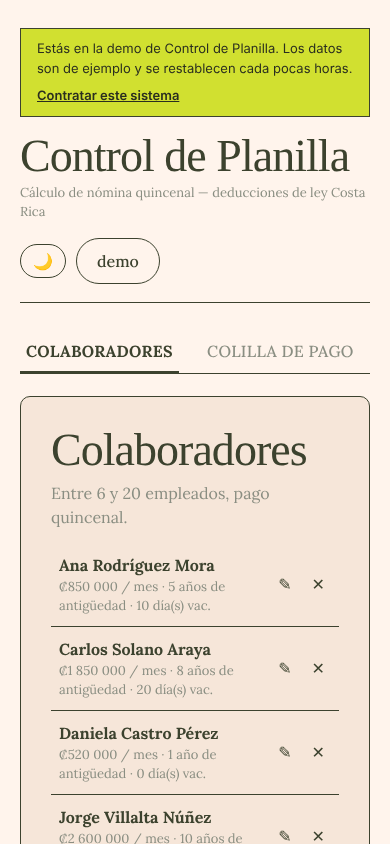 Estás en la demo de Control de Planilla. Los datos
son de ejemplo y se restablecen cada pocas horas.
Contratar este sistema
Control de Planilla
Cálculo de nómina quincenal — deducciones de ley Costa
Rica
🌙 demo
COLABORADORES COLILLA DE PAGO
Colaboradores
Entre 6 y 20 empleados, pago
quincenal.
Ana Rodríguez Mora
₡850 000 / mes · 5 años de
antigüedad · 10 día(s) vac.
✎ ✕
Carlos Solano Araya
₡1 850 000 / mes · 8 años de
antigüedad · 20 día(s) vac.
✎ ✕
Daniela Castro Pérez
₡520 000 / mes · 1 año de
antigüedad · 0 día(s) vac.
✎ ✕
Jorge Villalta Núñez
₡2 600 000 / mes · 10 años de
✎ ✕